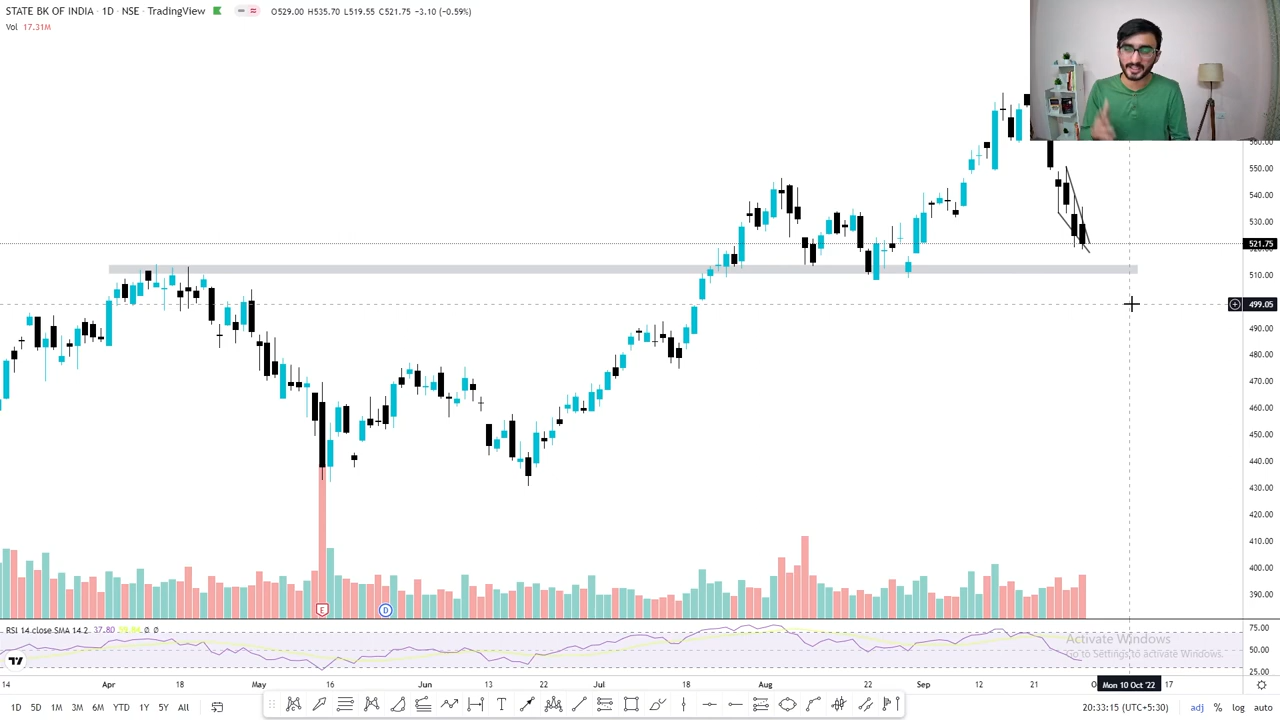 STATE BK OF INDIA · 1D · NSE · TradingView O529.00 H535.70 L519.55 C521.75 −3.10 (−0.59%)
Vol 17.31M
560.00
550.00
540.00
530.00
521.75
510.00
499.05
490.00
480.00
470.00
460.00
450.00
440.00
430.00
420.00
410.00
400.00
390.00
E D
RSI 14 close SMA 14 2 37.80 Ø Ø
75.00
50.00
25.00
Activate Windows
Go to Settings to activate Windows.
14 Apr 18 May 16 Jun 13 22 Jul 18 Aug 22 Sep 12 21 Mon 10 Oct '22 17
1D 5D 1M 3M 6M YTD 1Y 5Y All T 20:33:15 (UTC+5:30) adj % log auto